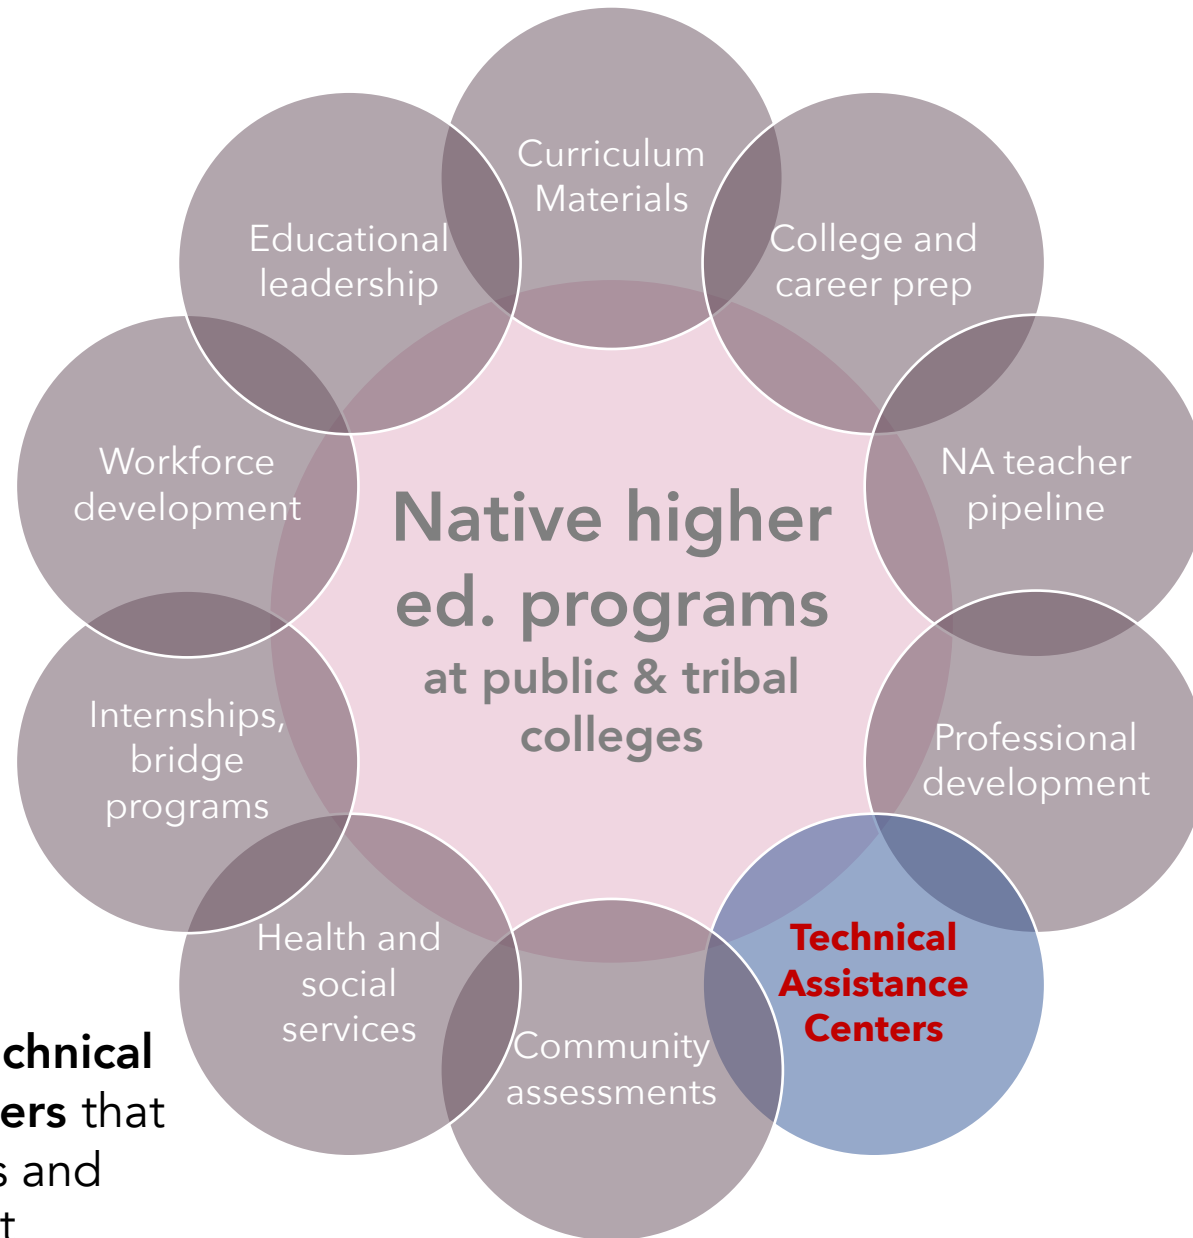 Curriculum
Materials
Educational
leadership
College and
career prep
Workforce
development
NA teacher
pipeline
Native higher
ed. programs
at public & tribal
colleges
Internships,
bridge
programs
Professional
development
Health and
social
services
Technical
Assistance
Centers
Community
assessments
chnical
ers that
s and
t